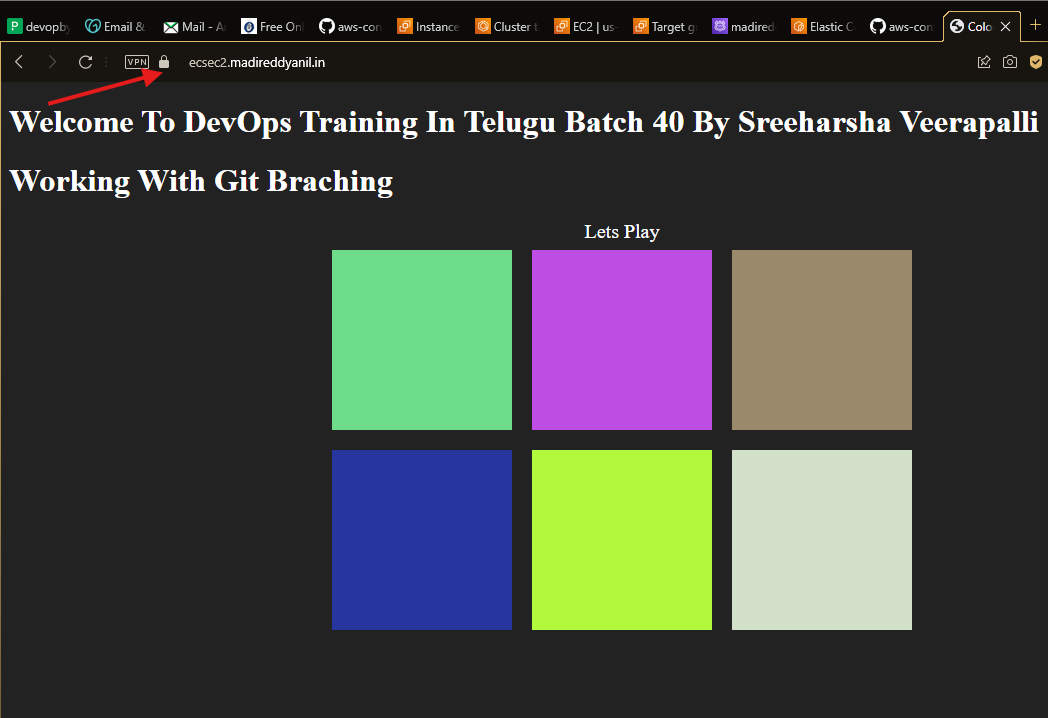 P devopb
Email &
Mail - A
Free Onl
aws-con
Instance
Cluster t
EC2 | us-
Target g
madired
Elastic C
aws-con
Colo
VPN ecsec2.madireddyanil.in
Welcome To DevOps Training In Telugu Batch 40 By Sreeharsha Veerapalli
Working With Git Braching
Lets Play